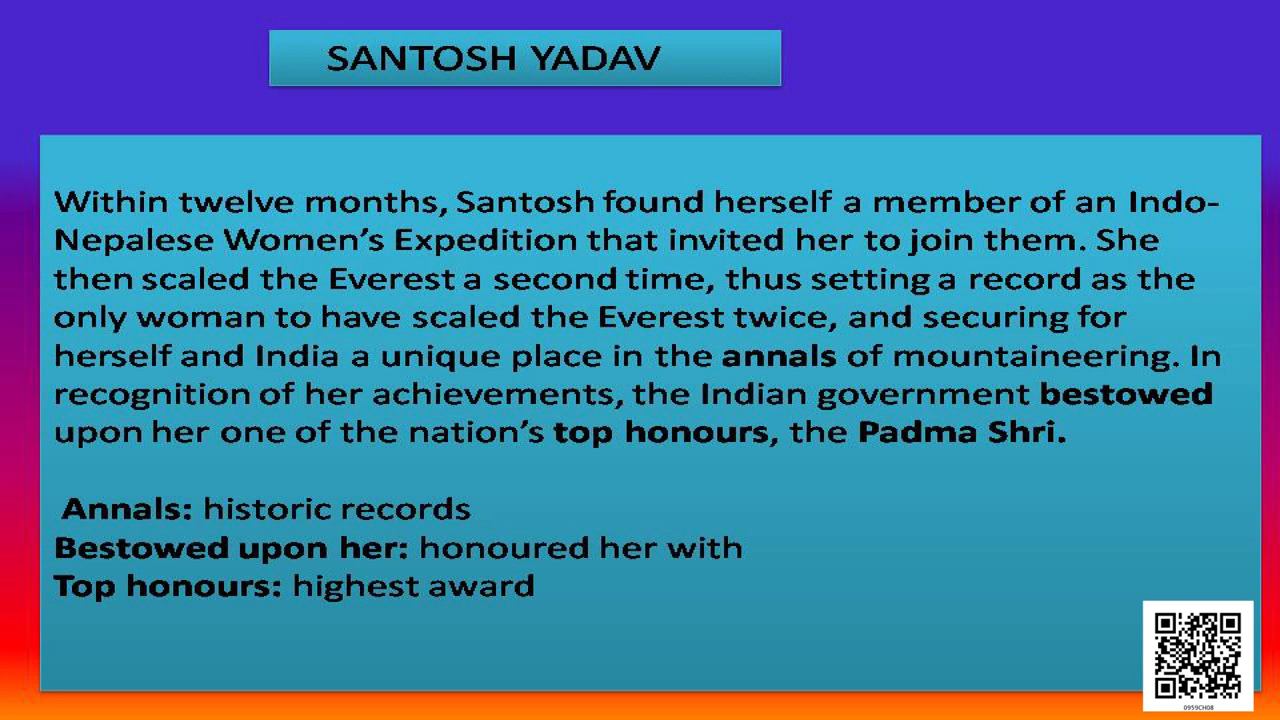 SANTOSH YADAV
Within twelve months, Santosh found herself a member of an Indo-
Nepalese Women's Expedition that invited her to join them. She
then scaled the Everest a second time, thus setting a record as the
only woman to have scaled the Everest twice, and securing for
herself and India a unique place in the annals of mountaineering. In
recognition of her achievements, the Indian government bestowed
upon her one of the nation's top honours, the Padma Shri.
Annals: historic records
Bestowed upon her: honoured her with
Top honours: highest award
0959CH08